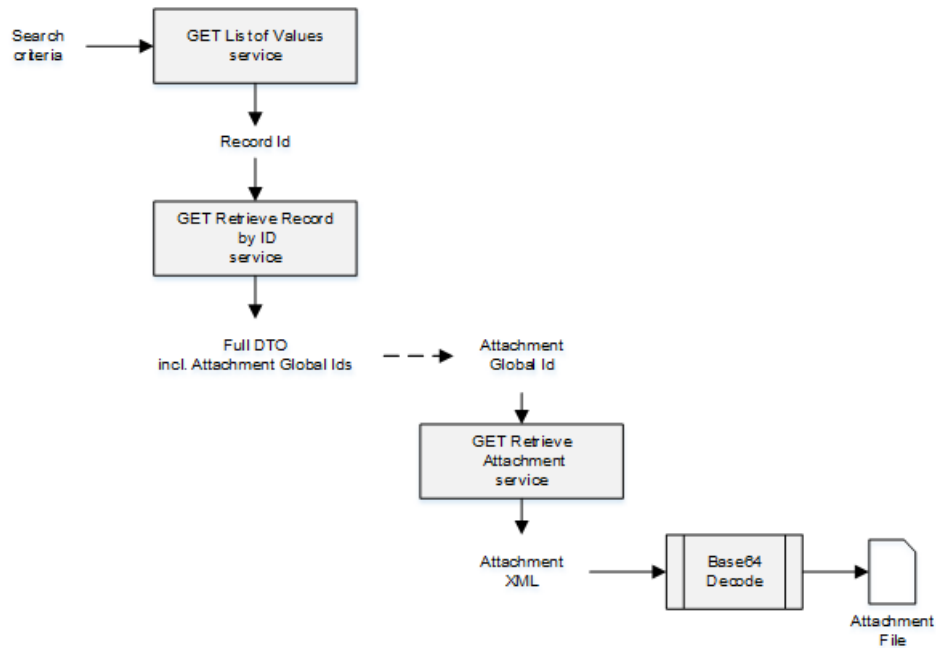 Search
criteria
GET List of Values
service
Record Id
GET Retrieve Record
by ID
service
Full DTO
incl. Attachment Global Ids
Attachment
Global Id
GET Retrieve
Attachment
service
Attachment
XML
Base64
Decode
Attachment
File